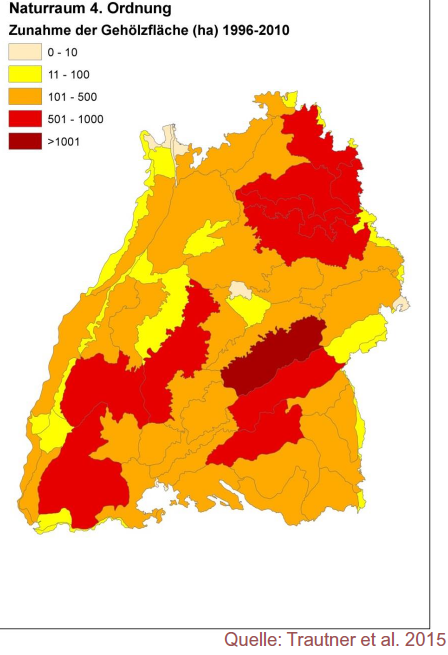 Naturraum 4. Ordnung
Zunahme der Gehölzfläche (ha) 1996-2010
0 - 10
11 - 100
101 - 500
501 - 1000
>1001
Quelle: Trautner et al. 2015